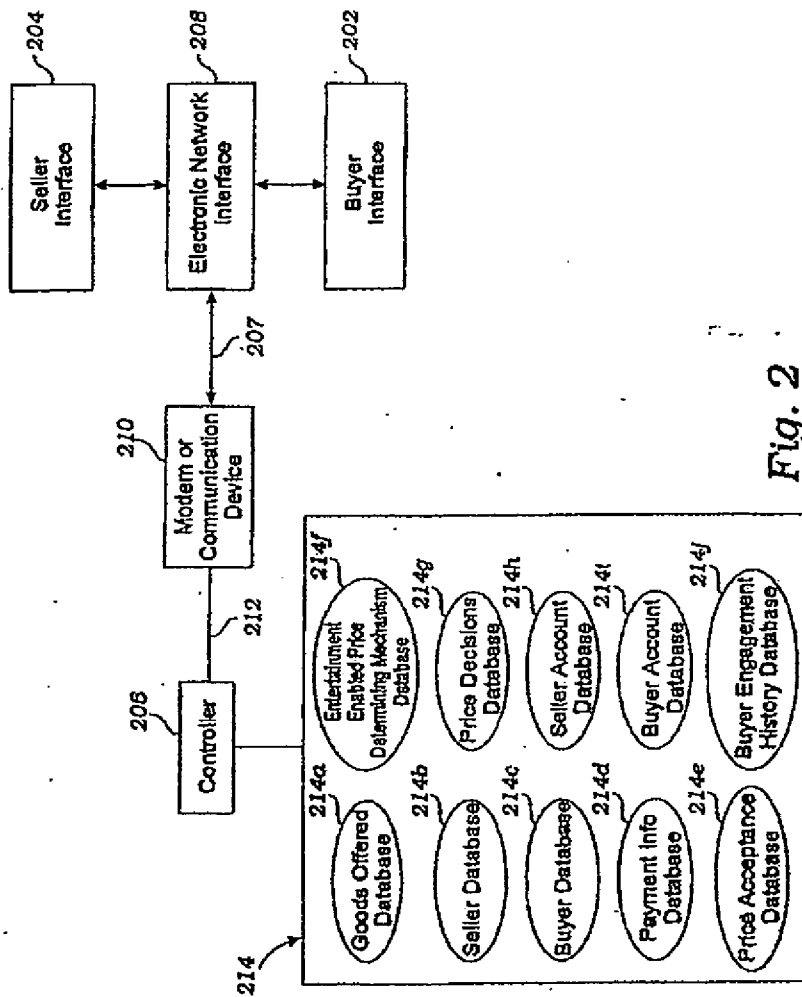 Seller
Interface
204
Electronic Network
Interface
208
Buyer
Interface
202
207
Modem or
Communication
Device
210
212
Controller
206
214
Goods Offered
Database
214a
Seller Database
214b
Buyer Database
214c
Payment Info
Database
214d
Price Acceptance
Database
214e
Entertainment
Enabled Price
Determining Mechanism
Database
214f
Price Decisions
Database
214g
Seller Account
Database
214h
Buyer Account
Database
214i
Buyer Engagement
History Database
214j
Fig. 2